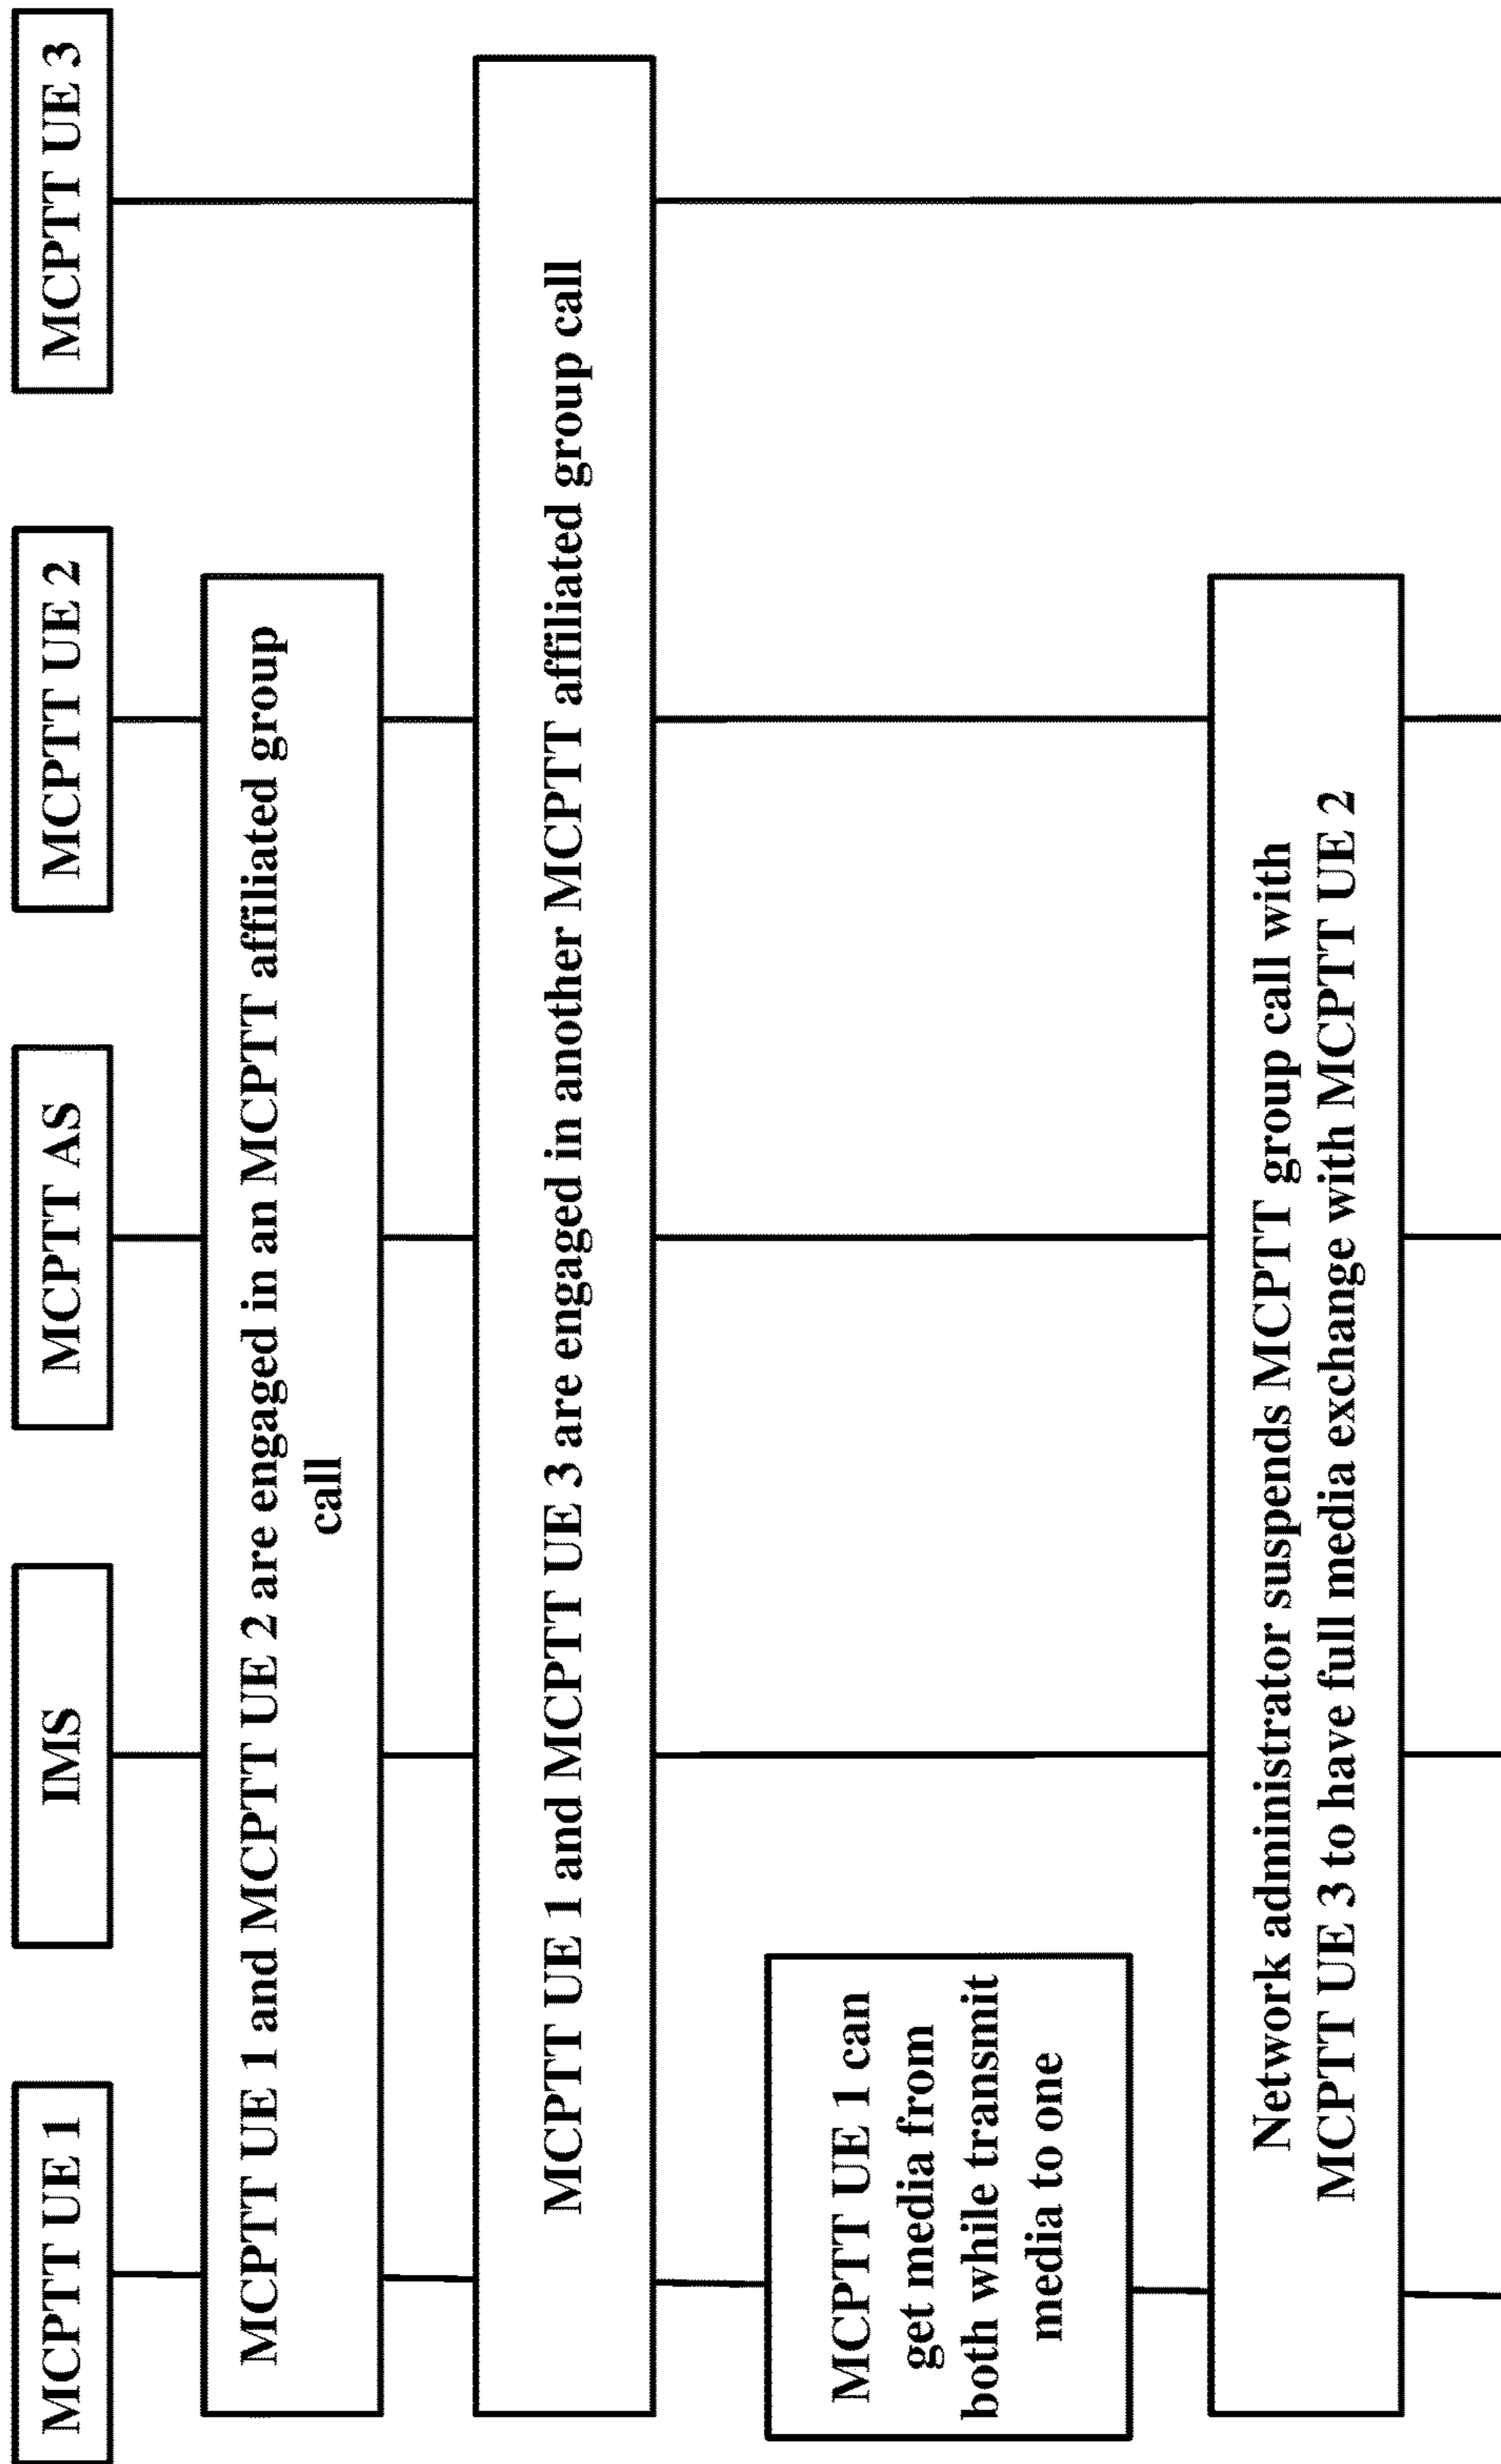 MCPTT UE 1
IMS
MCPTT AS
MCPTT UE 2
MCPTT UE 3
MCPTT UE 1 and MCPTT UE 2 are engaged in an MCPTT affiliated group
call
MCPTT UE 1 and MCPTT UE 3 are engaged in another MCPTT affiliated group call
MCPTT UE 1 can
get media from
both while transmit
media to one
Network administrator suspends MCPTT group call with
MCPTT UE 3 to have full media exchange with MCPTT UE 2